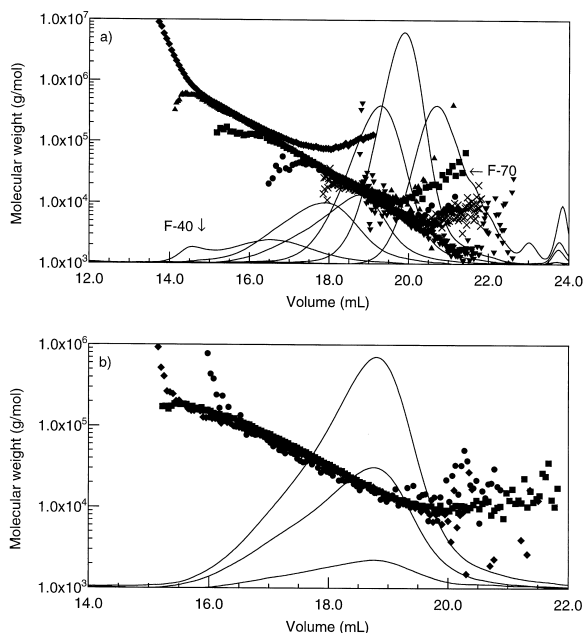 1.0x10⁷
a)
1.0x10⁶
1.0x10⁵
1.0x10⁴
1.0x10³
Molecular weight (g/mol)
← F-70
F-40 ↓
12.0 14.0 16.0 18.0 20.0 22.0 24.0
Volume (mL)
1.0x10⁶
b)
1.0x10⁵
1.0x10⁴
1.0x10³
Molecular weight (g/mol)
14.0 16.0 18.0 20.0 22.0
Volume (mL)